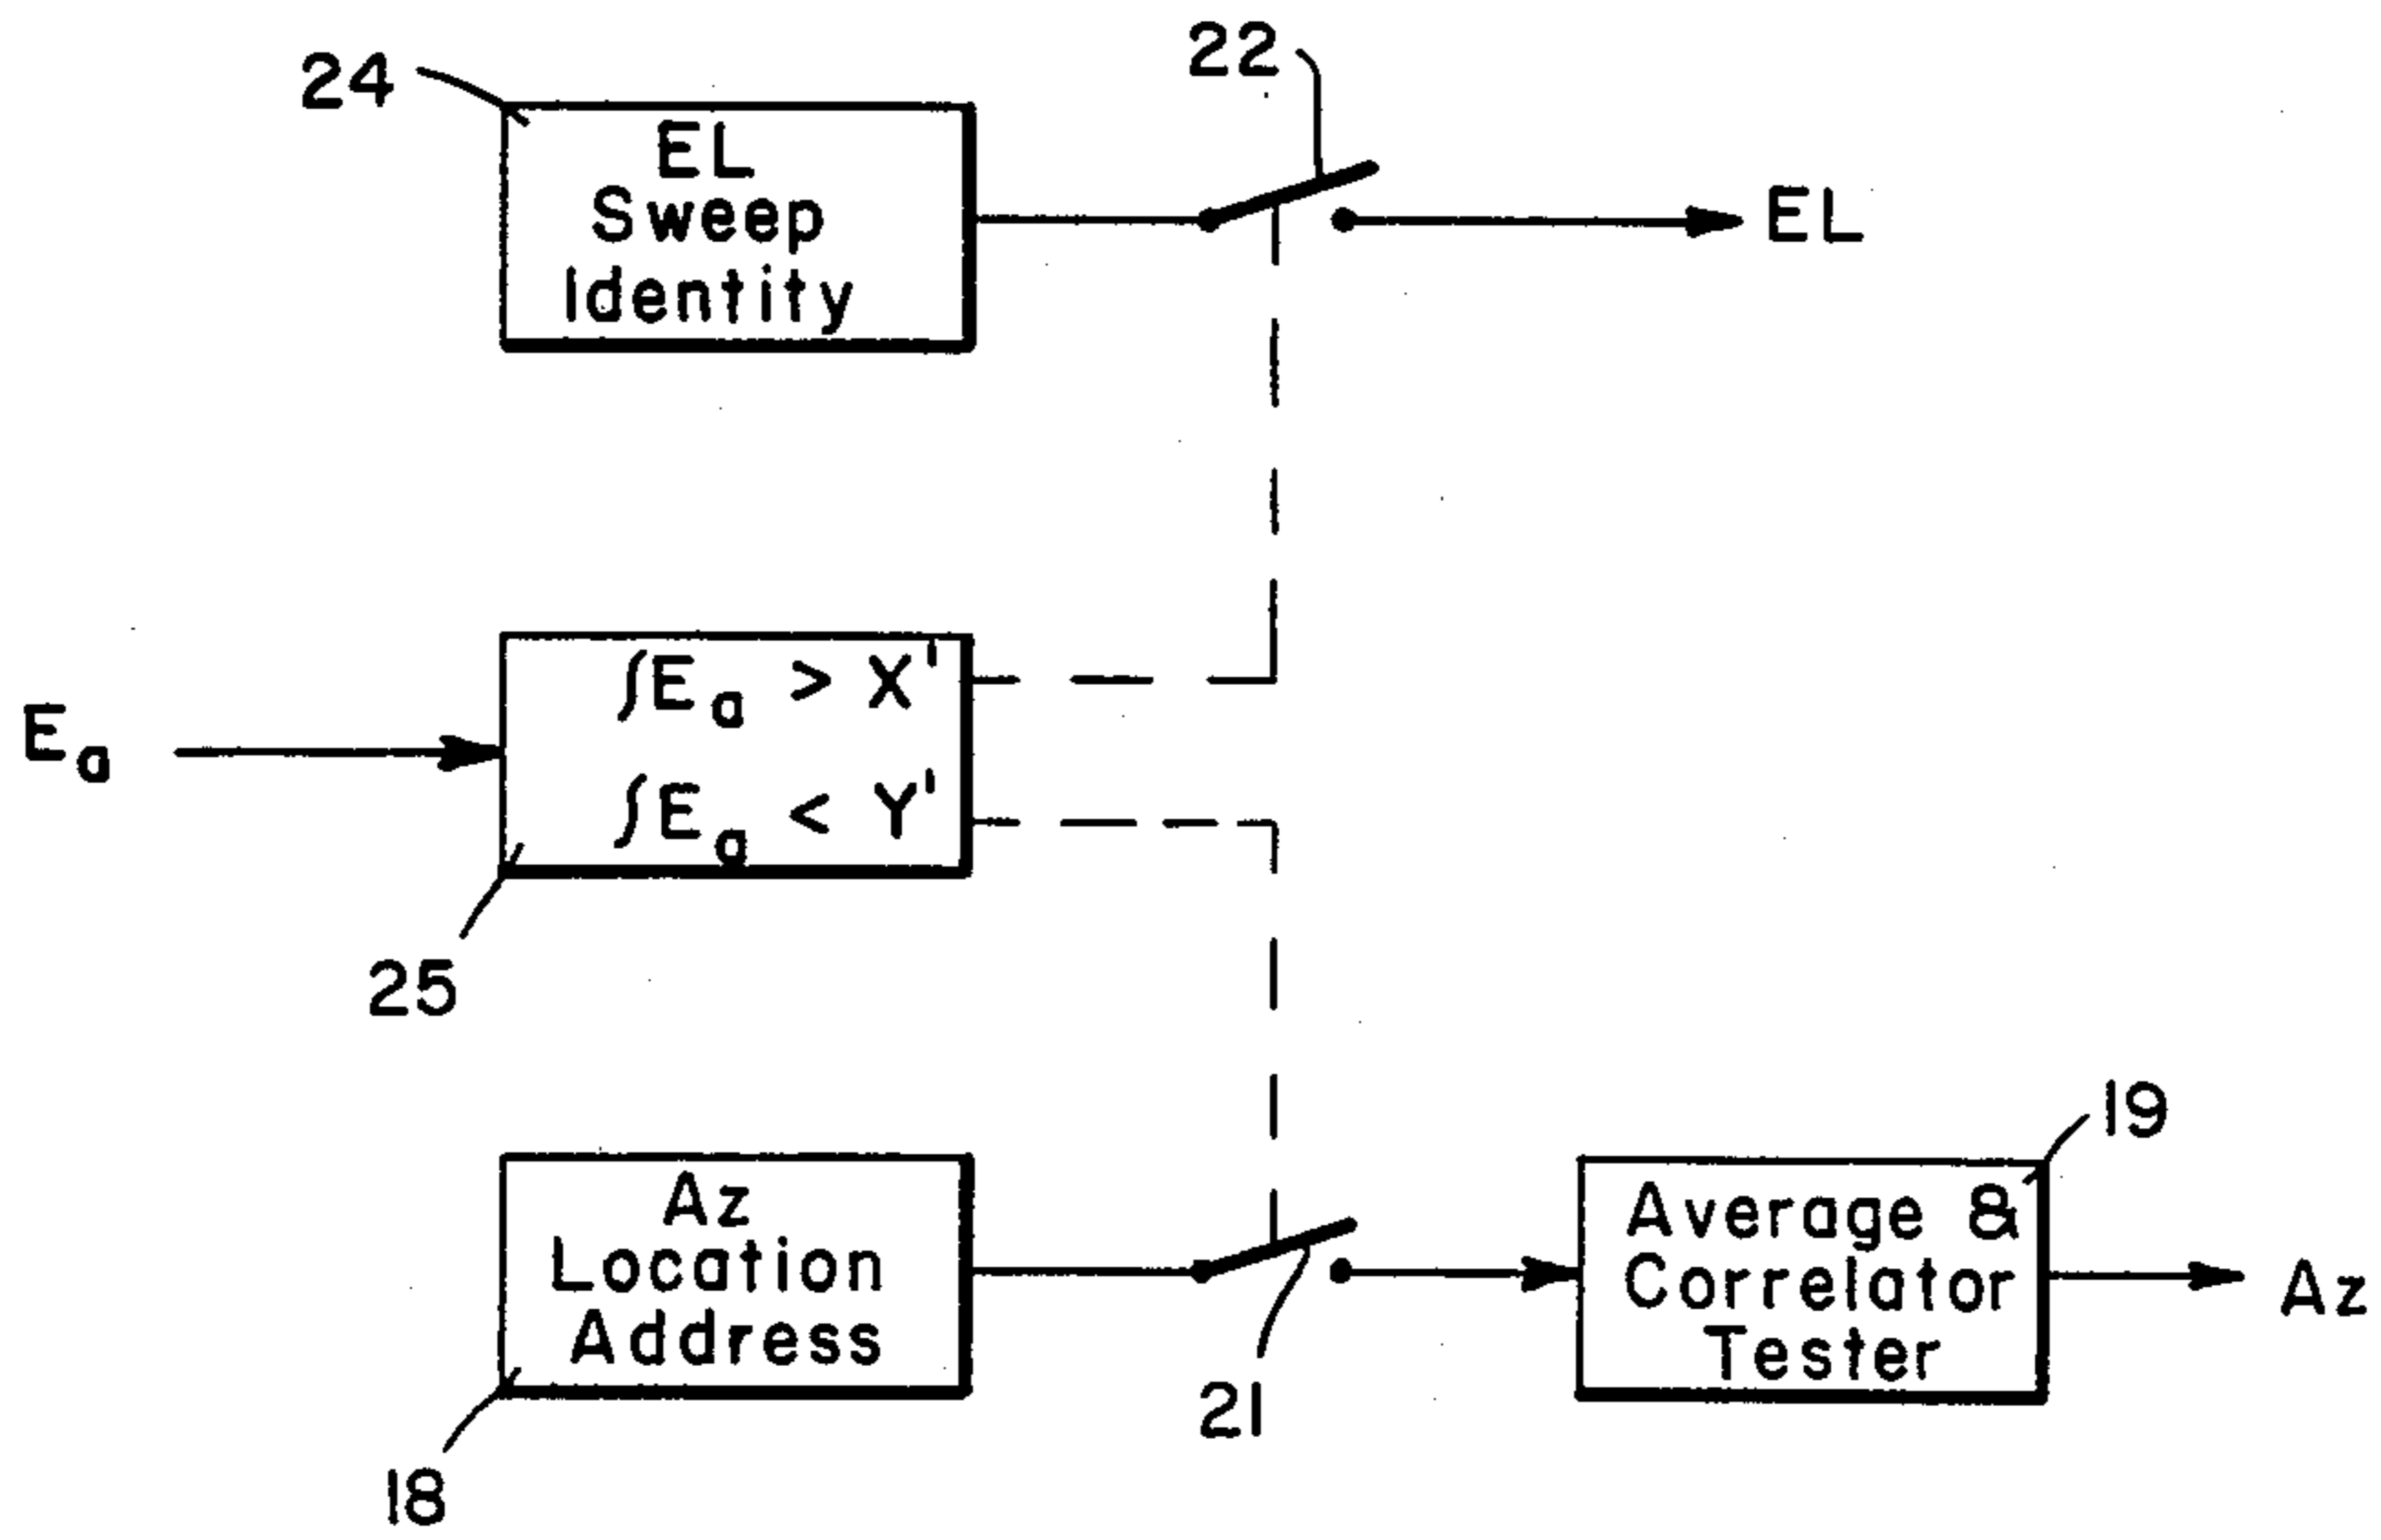 22
24
EL
Sweep
Identity
EL
∫Ea > X'
Ea
∫Ea < Y'
25
19
Az
Location
Address
Average &
Correlator
Tester
Az
21
18